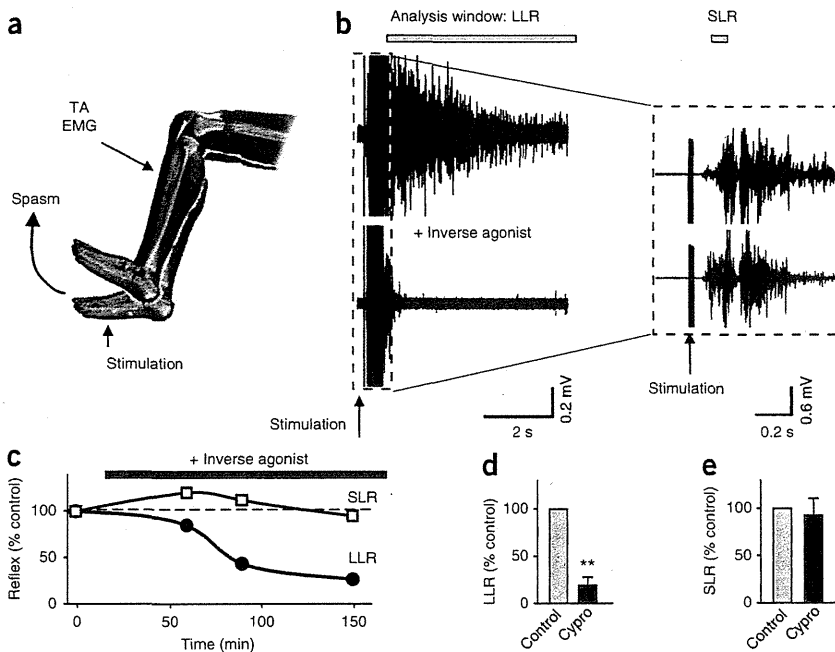 a
TA
EMG
Spasm
Stimulation
b
Analysis window: LLR
SLR
+ Inverse agonist
Stimulation
2 s
0.2 mV
Stimulation
0.2 s
0.6 mV
c
+ Inverse agonist
SLR
LLR
Reflex (% control)
100
50
0
0
50
100
150
Time (min)
d
LLR (% control)
100
50
0
**
Control
Cypro
e
SLR (% control)
100
50
0
Control
Cypro